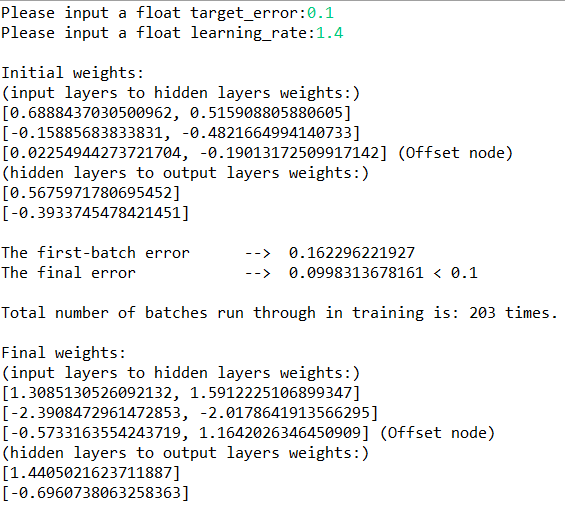 Please input a float target_error:0.1
Please input a float learning_rate:1.4
Initial weights:
(input layers to hidden layers weights:)
[0.6888437030500962, 0.515908805880605]
[-0.15885683833831, -0.4821664994140733]
[0.02254944273721704, -0.19013172509917142] (Offset node)
(hidden layers to output layers weights:)
[0.5675971780695452]
[-0.3933745478421451]
The first-batch error      -->  0.162296221927
The final error            -->  0.0998313678161 < 0.1
Total number of batches run through in training is: 203 times.
Final weights:
(input layers to hidden layers weights:)
[1.3085130526092132, 1.5912225106899347]
[-2.3908472961472853, -2.0178641913566295]
[-0.5733163554243719, 1.1642026346450909] (Offset node)
(hidden layers to output layers weights:)
[1.4405021623711887]
[-0.6960738063258363]